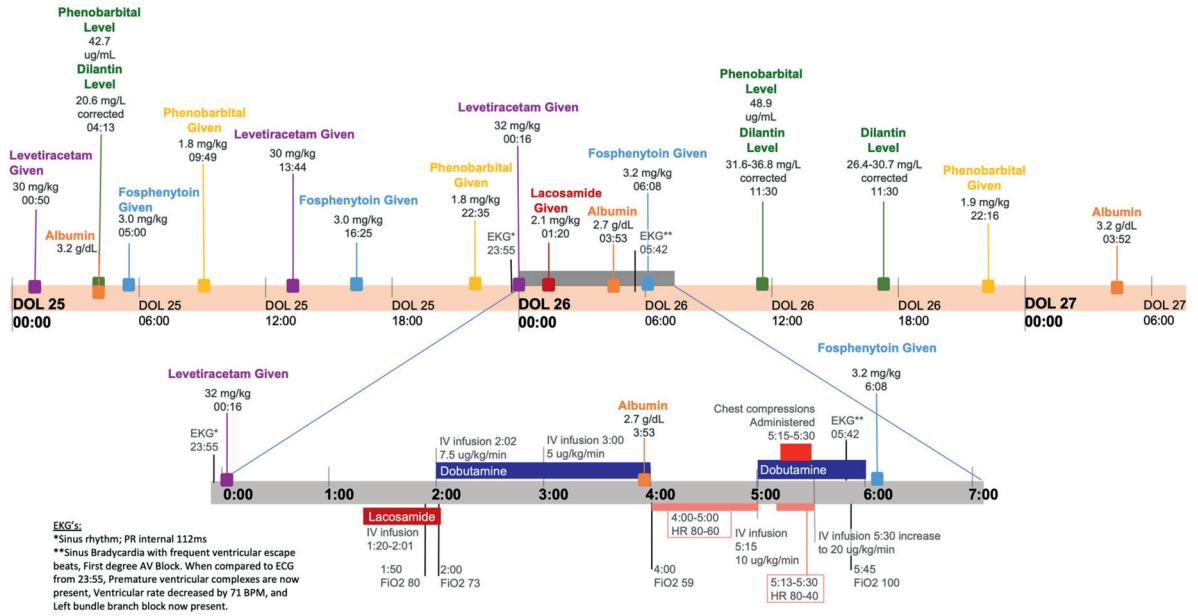 Phenobarbital
Level
42.7
ug/mL
Dilantin
Level
20.6 mg/L
corrected
04:13
Levetiracetam
Given
30 mg/kg
00:50
Albumin
3.2 g/dL
Fosphenytoin
Given
3.0 mg/kg
05:00
Phenobarbital
Given
1.8 mg/kg
09:49
Levetiracetam Given
30 mg/kg
13:44
Fosphenytoin Given
3.0 mg/kg
16:25
Phenobarbital
Given
1.8 mg/kg
22:35
EKG*
23:55
Levetiracetam Given
32 mg/kg
00:16
Lacosamide
Given
2.1 mg/kg
01:20
Albumin
2.7 g/dL
03:53
EKG**
05:42
Fosphenytoin Given
3.2 mg/kg
06:08
Phenobarbital
Level
48.9
ug/mL
Dilantin
Level
31.6-36.8 mg/L
corrected
11:30
Dilantin
Level
26.4-30.7 mg/L
corrected
11:30
Phenobarbital
Given
1.9 mg/kg
22:16
Albumin
3.2 g/dL
03:52
DOL 25
00:00
DOL 25
06:00
DOL 25
12:00
DOL 25
18:00
DOL 26
00:00
DOL 26
06:00
DOL 26
12:00
DOL 26
18:00
DOL 27
00:00
DOL 27
06:00
Levetiracetam Given
32 mg/kg
00:16
EKG*
23:55
IV infusion 2:02
7.5 ug/kg/min
IV infusion 3:00
5 ug/kg/min
Dobutamine
Albumin
2.7 g/dL
3:53
Chest compressions
Administered
5:15-5:30
Dobutamine
EKG**
05:42
Fosphenytoin Given
3.2 mg/kg
6:08
0:00 1:00 2:00 3:00 4:00 5:00 6:00 7:00
Lacosamide
IV infusion
1:20-2:01
1:50
FiO2 80
2:00
FiO2 73
4:00-5:00
HR 80-60
4:00
FiO2 59
IV infusion
5:15
10 ug/kg/min
5:13-5:30
HR 80-40
IV infusion 5:30 increase
to 20 ug/kg/min
5:45
FiO2 100
EKG's:
*Sinus rhythm; PR internal 112ms
**Sinus Bradycardia with frequent ventricular escape
beats, First degree AV Block. When compared to ECG
from 23:55, Premature ventricular complexes are now
present, Ventricular rate decreased by 71 BPM, and
Left bundle branch block now present.